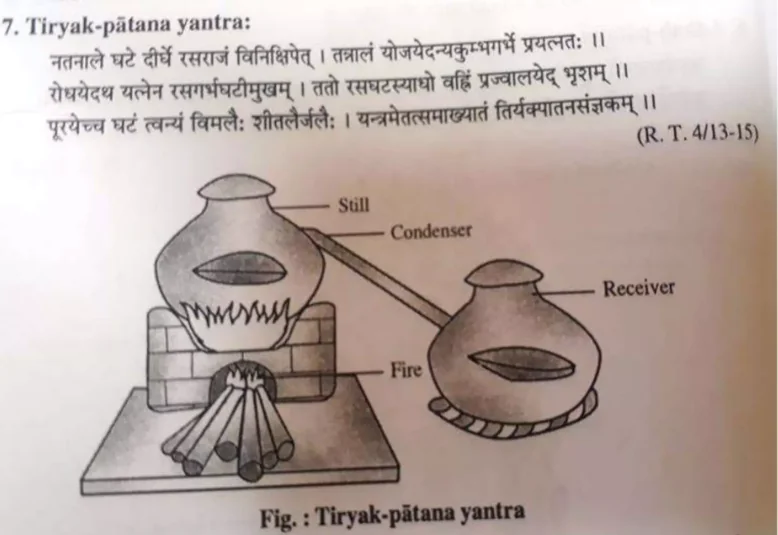 7. Tiryak-pātana yantra:
नतनाले घटे दीर्घे रसराजं विनिक्षिपेत् । तन्नालं योजयेदन्यकुम्भगर्भे प्रयत्नतः ।।
रोधयेदथ यत्नेन रसगर्भघटीमुखम् । ततो रसघटस्याधो वह्निं प्रज्वालयेद् भृशम् ।।
पूरयेच्च घटं त्वन्यं विमलैः शीतलैर्जलैः । यन्त्रमेतत्समाख्यातं तिर्यक्पातनसंज्ञकम् ।।
(R. T. 4/13-15)
Still
Condenser
Receiver
Fire
Fig. : Tiryak-pātana yantra